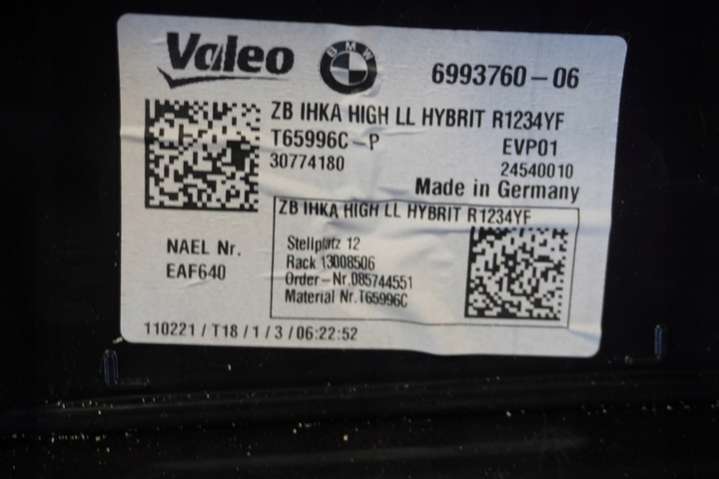 Valeo
BMW
6993760-06
ZB IHKA HIGH LL HYBRIT R1234YF
T65996C-P
EVP01
30774180
24540010
Made in Germany
NAEL Nr.
EAF640
ZB IHKA HIGH LL HYBRIT R1234YF
Stellplatz 12
Rack 13008506
Order-Nr.085744551
Material Nr.T65996C
110221/T18/1/3/06:22:52